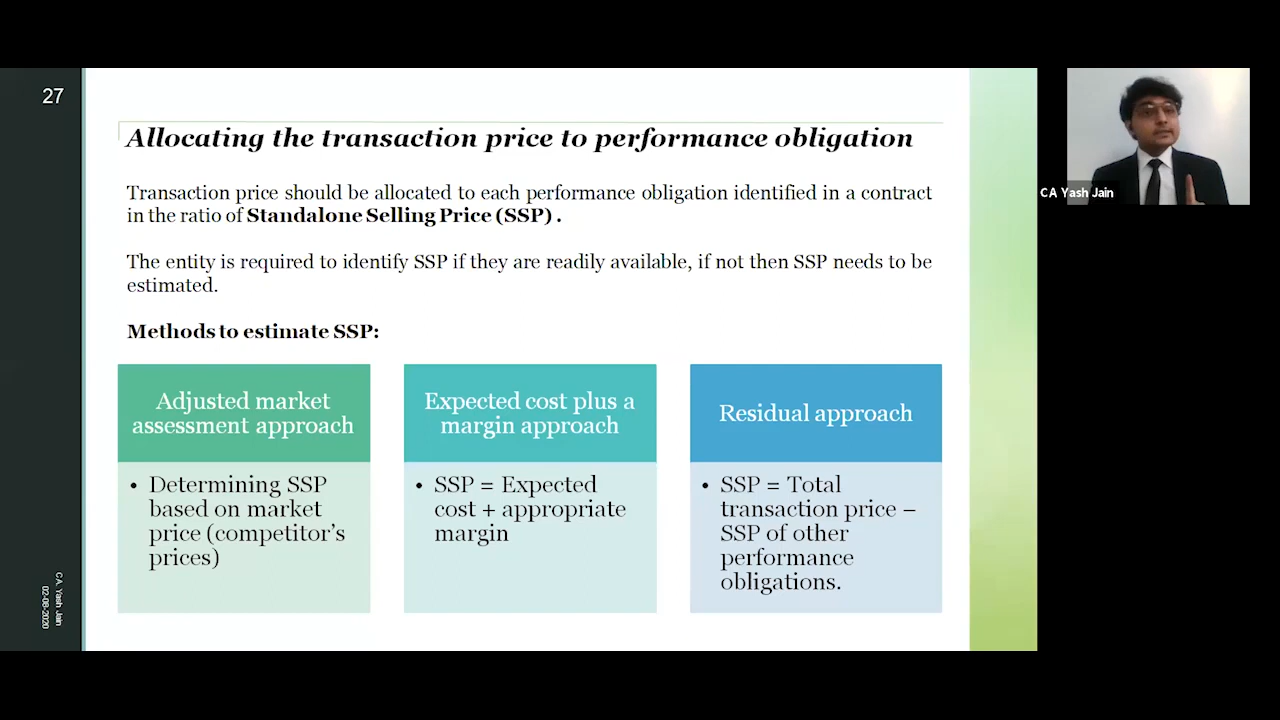 27
Allocating the transaction price to performance obligation
Transaction price should be allocated to each performance obligation identified in a contract
in the ratio of Standalone Selling Price (SSP) .
The entity is required to identify SSP if they are readily available, if not then SSP needs to be
estimated.
Methods to estimate SSP:
Adjusted market
assessment approach
• Determining SSP
based on market
price (competitor's
prices)
Expected cost plus a
margin approach
• SSP = Expected
cost + appropriate
margin
Residual approach
• SSP = Total
transaction price –
SSP of other
performance
obligations.
C.A. Yash Jain
02-08-2020
CA Yash Jain